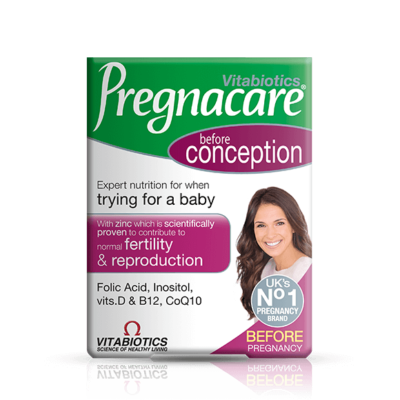 Vitabiotics
Pregnacare®
before
conception
Expert nutrition for when
trying for a baby
With zinc which is scientifically
proven to contribute to
normal fertility
& reproduction
Folic Acid, Inositol,
vits.D & B12, CoQ10
UK's
No1
PREGNANCY
BRAND
BEFORE
PREGNANCY
VITABIOTICS
SCIENCE OF HEALTHY LIVING